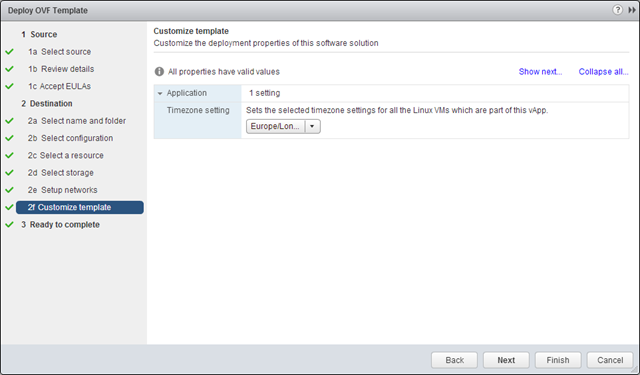 Deploy OVF Template
?
1 Source
1a Select source
1b Review details
1c Accept EULAs
2 Destination
2a Select name and folder
2b Select configuration
2c Select a resource
2d Select storage
2e Setup networks
2f Customize template
3 Ready to complete
Customize template
Customize the deployment properties of this software solution
All properties have valid values Show next... Collapse all...
Application 1 setting
Timezone setting Sets the selected timezone settings for all the Linux VMs which are part of this vApp.
Europe/Lon...
Back Next Finish Cancel